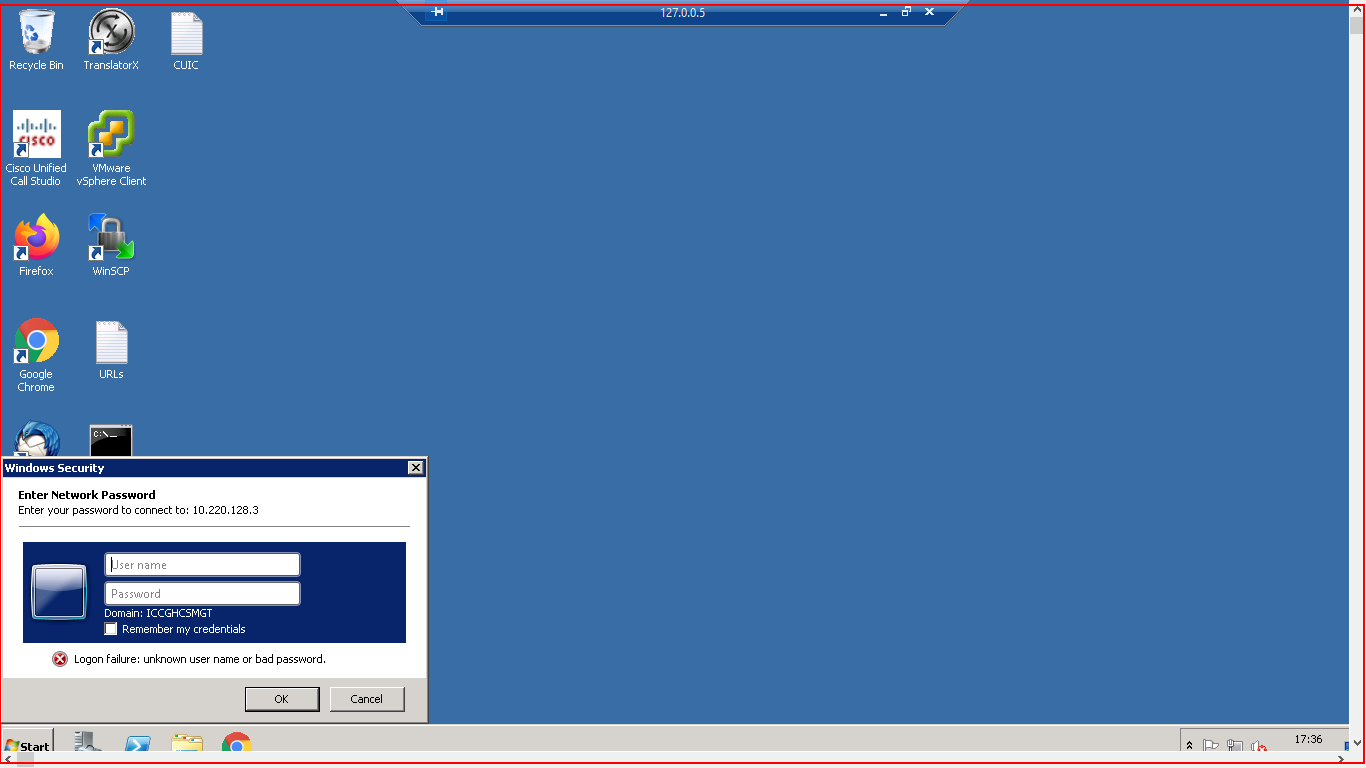 127.0.0.5
Recycle Bin
TranslatorX
CUIC
CISCO
Cisco Unified
Call Studio
VMware
vSphere Client
Firefox
WinSCP
Google
Chrome
URLs
C:\_
Windows Security
Enter Network Password
Enter your password to connect to: 10.220.128.3
User name
Password
Domain: ICCGHCSMGT
Remember my credentials
Logon failure: unknown user name or bad password.
OK
Cancel
Start
17:36